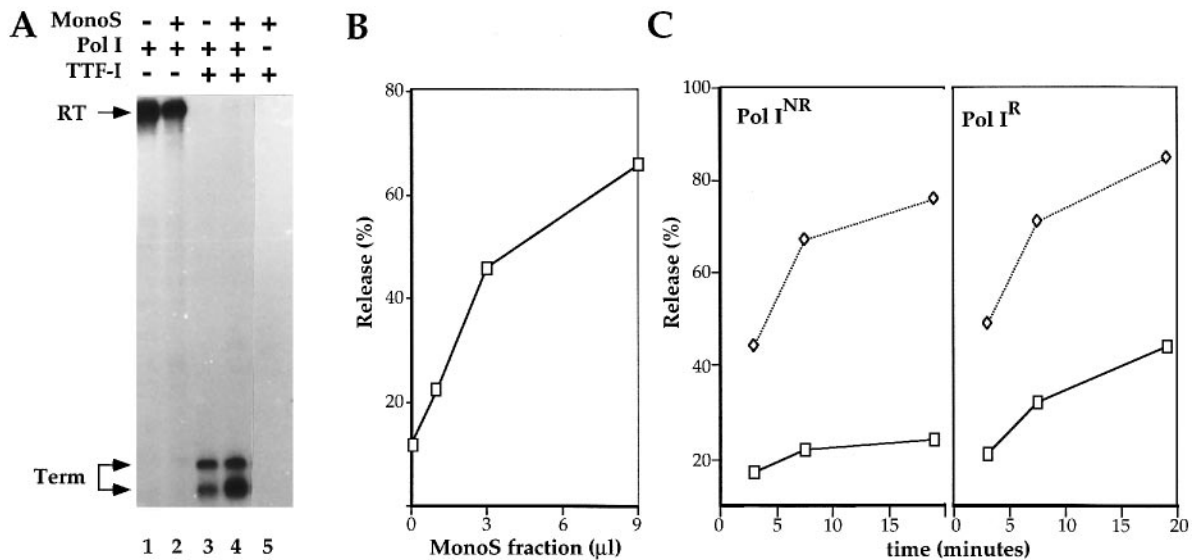 A
MonoS - + - + +
Pol I + + + + -
TTF-I - - + + +
RT
Term
1 2 3 4 5
B
Release (%)
80
60
40
20
0 3 6 9
MonoS fraction (μl)
C
Release (%)
100
80
60
40
20
Pol I^NR
Pol I^R
0 5 10 15 0 5 10 15 20
time (minutes)